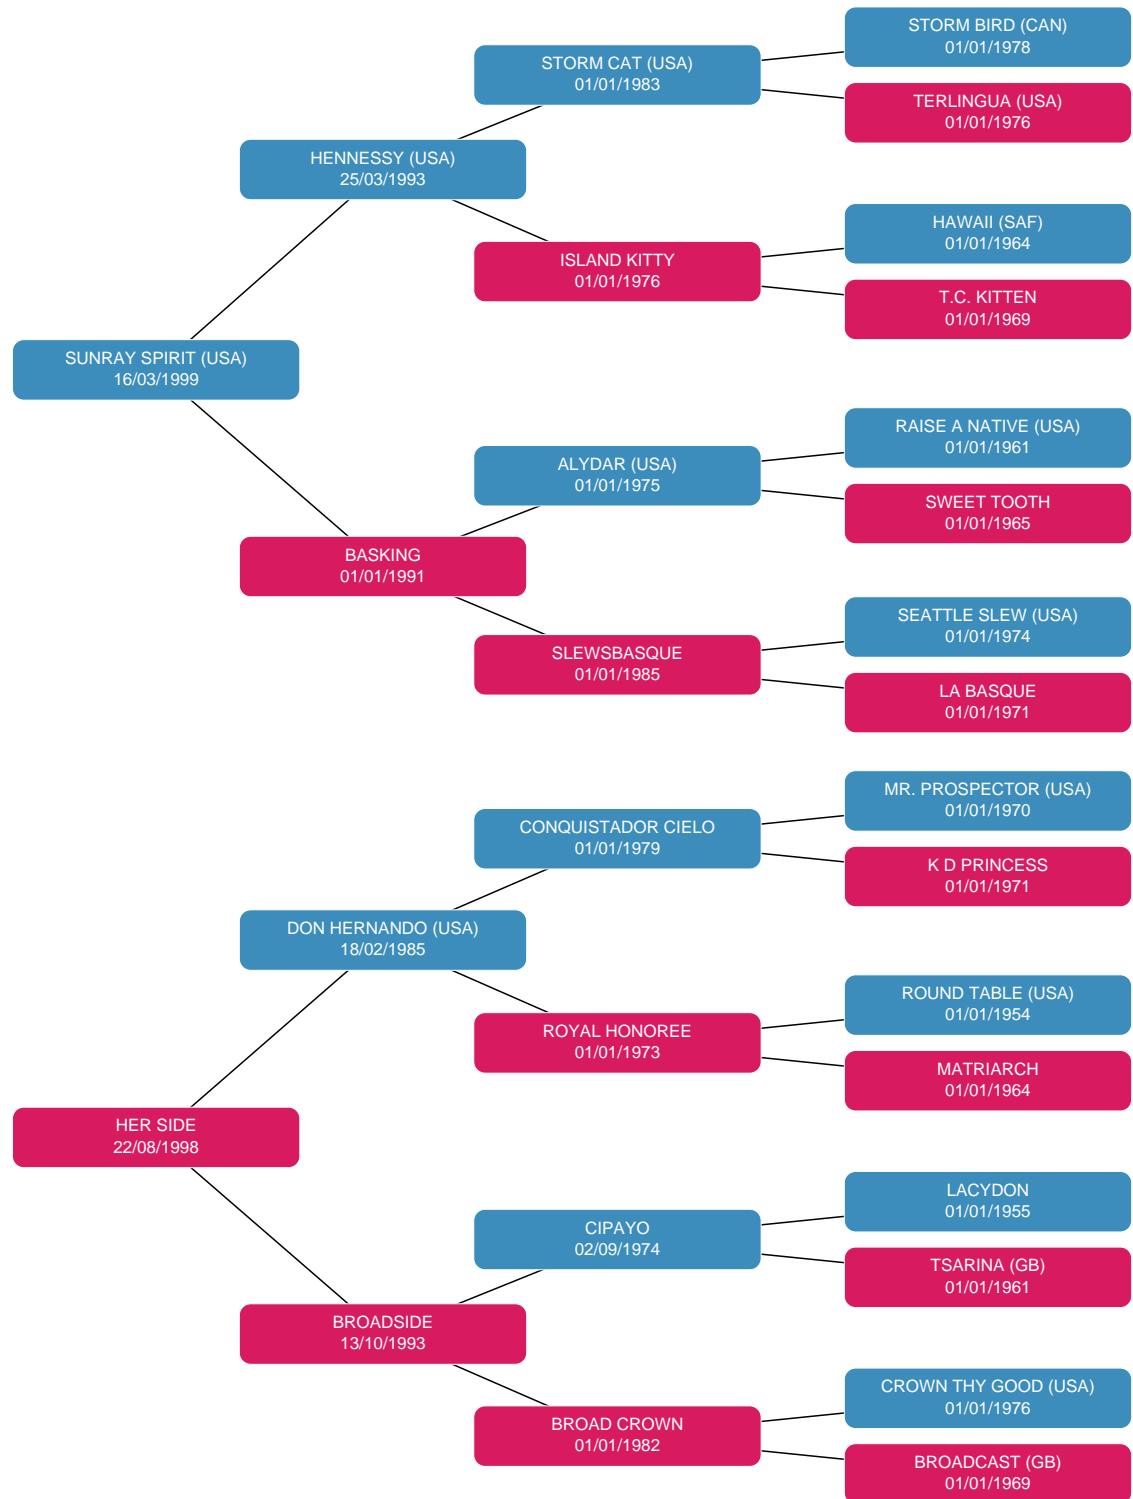 STORM BIRD (CAN)
01/01/1978
STORM CAT (USA)
01/01/1983
TERLINGUA (USA)
01/01/1976
HENNESSY (USA)
25/03/1993
HAWAII (SAF)
01/01/1964
ISLAND KITTY
01/01/1976
T.C. KITTEN
01/01/1969
SUNRAY SPIRIT (USA)
16/03/1999
RAISE A NATIVE (USA)
01/01/1961
ALYDAR (USA)
01/01/1975
SWEET TOOTH
01/01/1965
BASKING
01/01/1991
SEATTLE SLEW (USA)
01/01/1974
SLEWSBASQUE
01/01/1985
LA BASQUE
01/01/1971
MR. PROSPECTOR (USA)
01/01/1970
CONQUISTADOR CIELO
01/01/1979
K D PRINCESS
01/01/1971
DON HERNANDO (USA)
18/02/1985
ROUND TABLE (USA)
01/01/1954
ROYAL HONOREE
01/01/1973
MATRIARCH
01/01/1964
HER SIDE
22/08/1998
LACYDON
01/01/1955
CIPAYO
02/09/1974
TSARINA (GB)
01/01/1961
BROADSIDE
13/10/1993
CROWN THY GOOD (USA)
01/01/1976
BROAD CROWN
01/01/1982
BROADCAST (GB)
01/01/1969